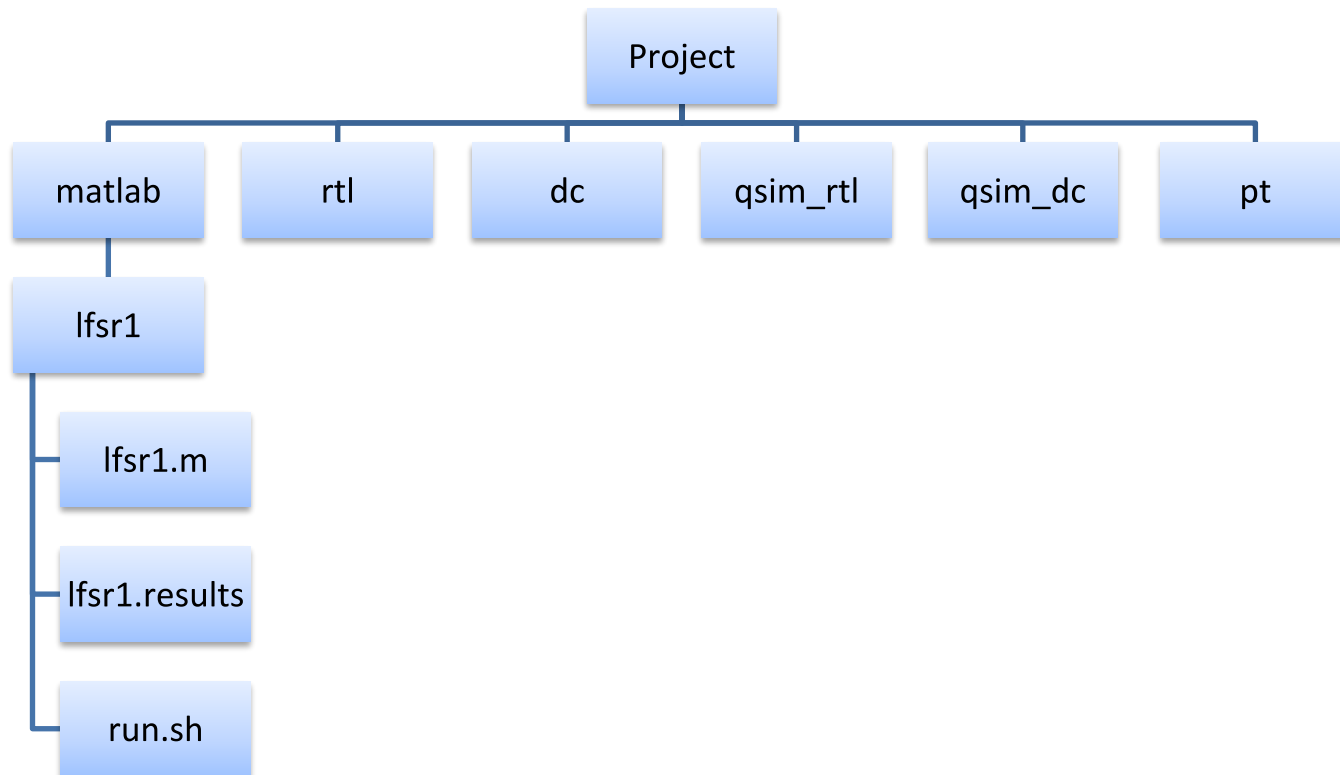 Project
matlab
rtl
dc
qsim_rtl
qsim_dc
pt
lfsr1
lfsr1.m
lfsr1.results
run.sh